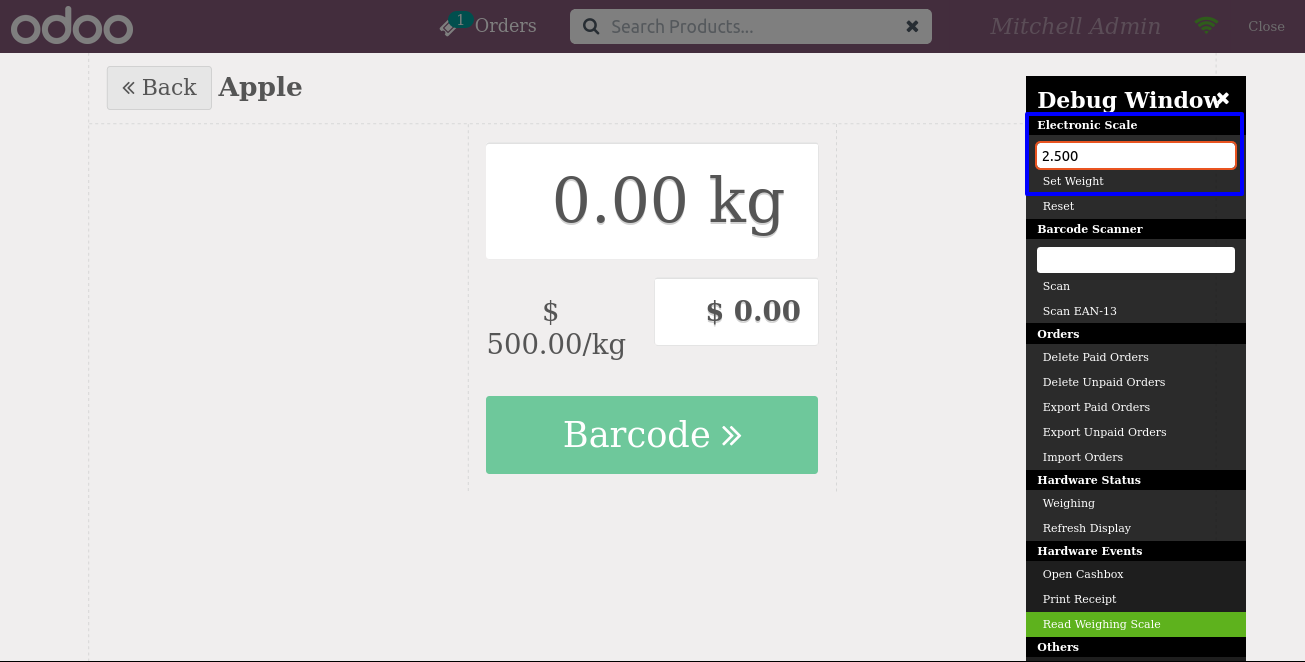 odoo
1 Orders
Search Products...
Mitchell Admin
Close
Back
Apple
0.00 kg
$ 500.00/kg
$ 0.00
Barcode
Debug Window
Electronic Scale
2.500
Set Weight
Reset
Barcode Scanner
Scan
Scan EAN-13
Orders
Delete Paid Orders
Delete Unpaid Orders
Export Paid Orders
Export Unpaid Orders
Import Orders
Hardware Status
Weighing
Refresh Display
Hardware Events
Open Cashbox
Print Receipt
Read Weighing Scale
Others